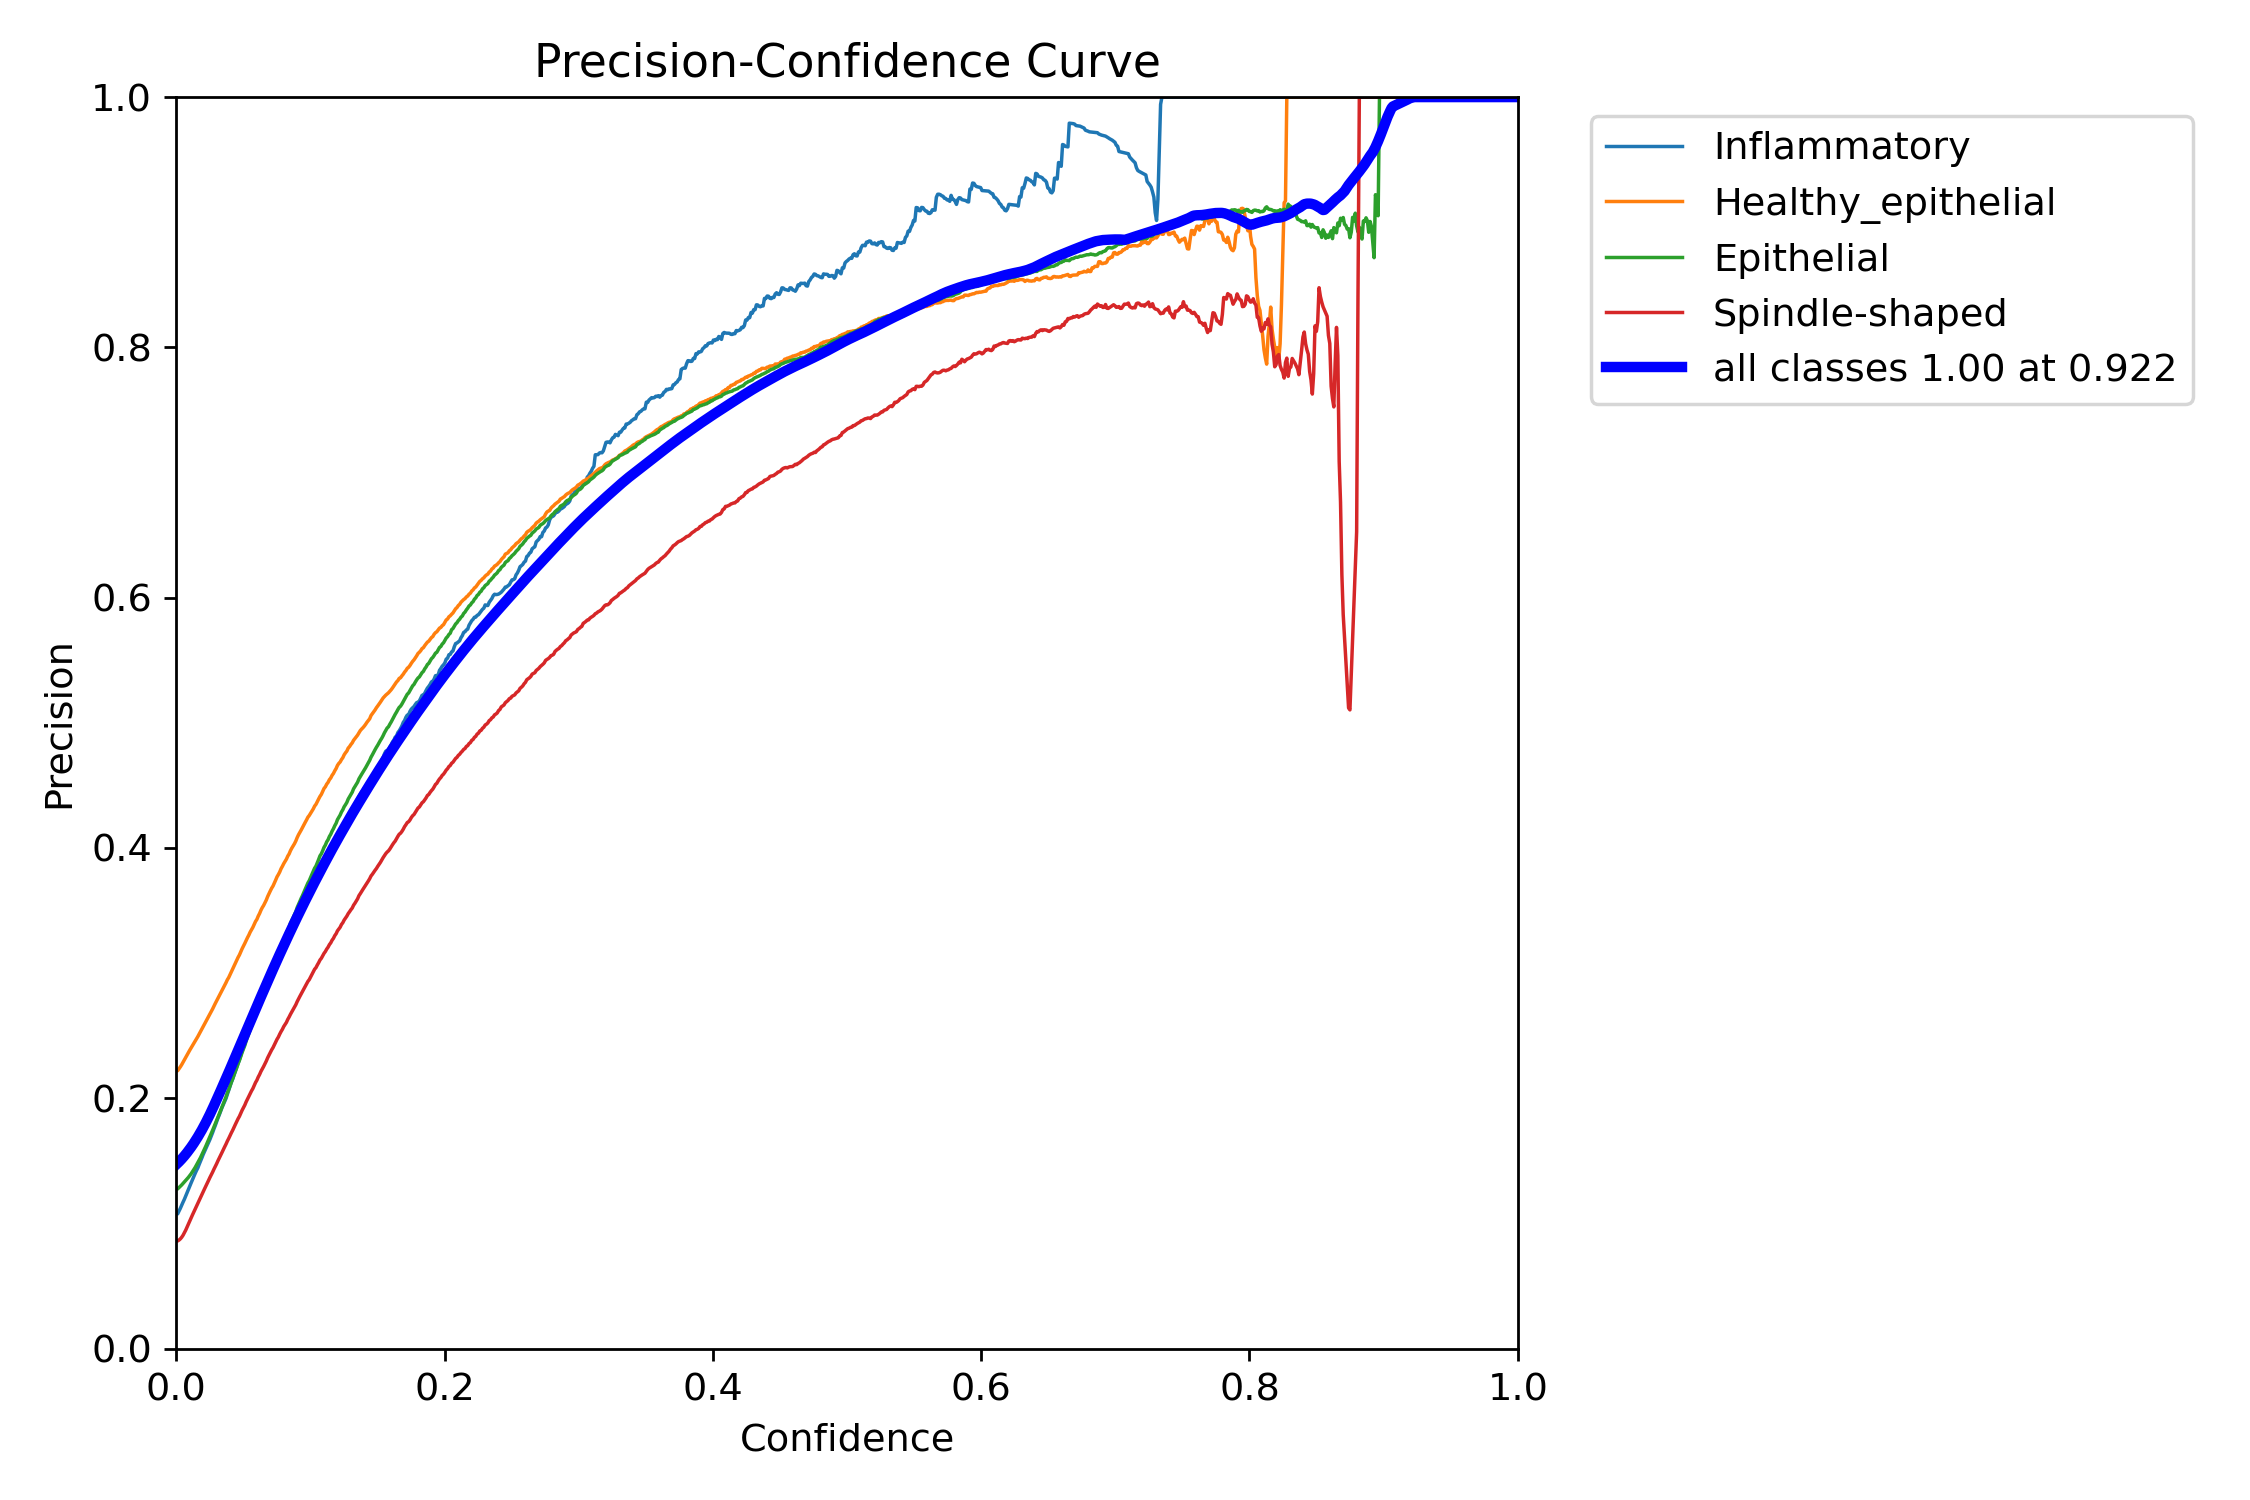 Precision-Confidence Curve
1.0
0.8
0.6
0.4
0.2
0.0
Precision
0.0 0.2 0.4 0.6 0.8 1.0
Confidence
Inflammatory
Healthy_epithelial
Epithelial
Spindle-shaped
all classes 1.00 at 0.922